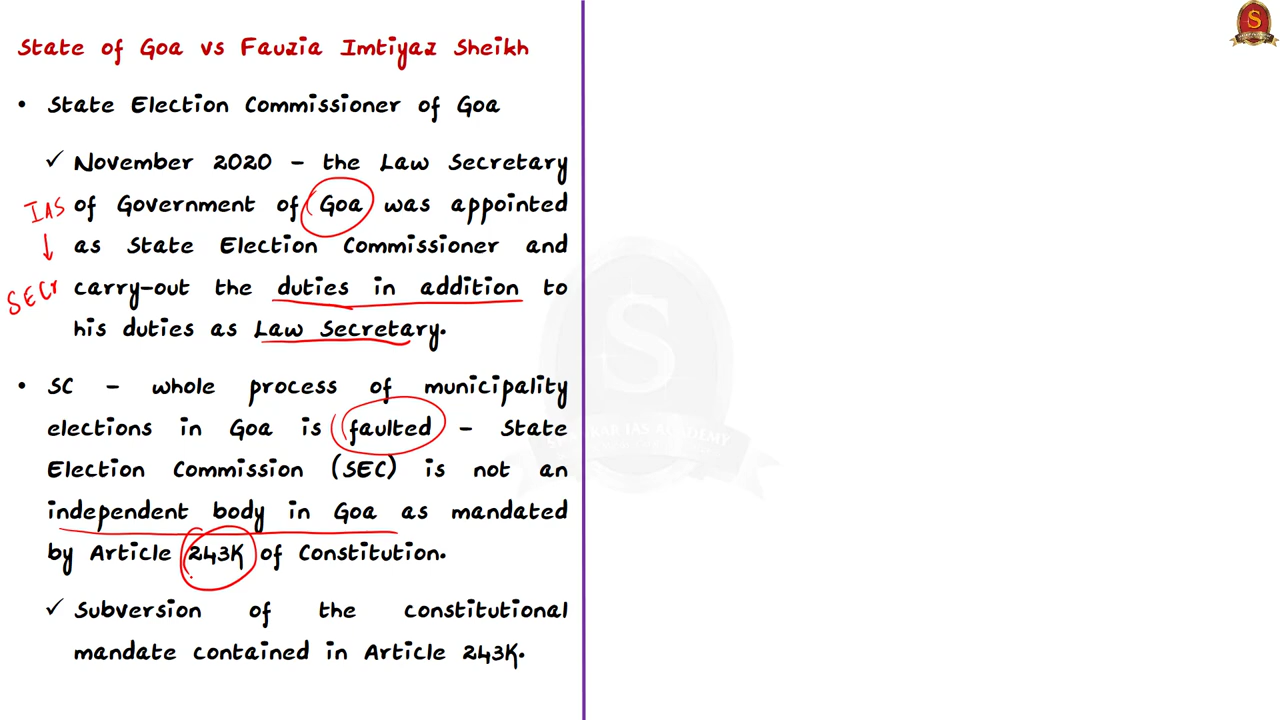 State of Goa vs Fauzia Imtiyaz Sheikh
• State Election Commissioner of Goa
✓ November 2020 - the Law Secretary
IAS of Government of Goa was appointed
as State Election Commissioner and
SECr carry-out the duties in addition to
his duties as Law Secretary.
• SC - whole process of municipality
elections in Goa is faulted - State
Election Commission (SEC) is not an
independent body in Goa as mandated
by Article 243K of Constitution.
✓ Subversion of the constitutional
mandate contained in Article 243K.
S
IAS ACADEMY